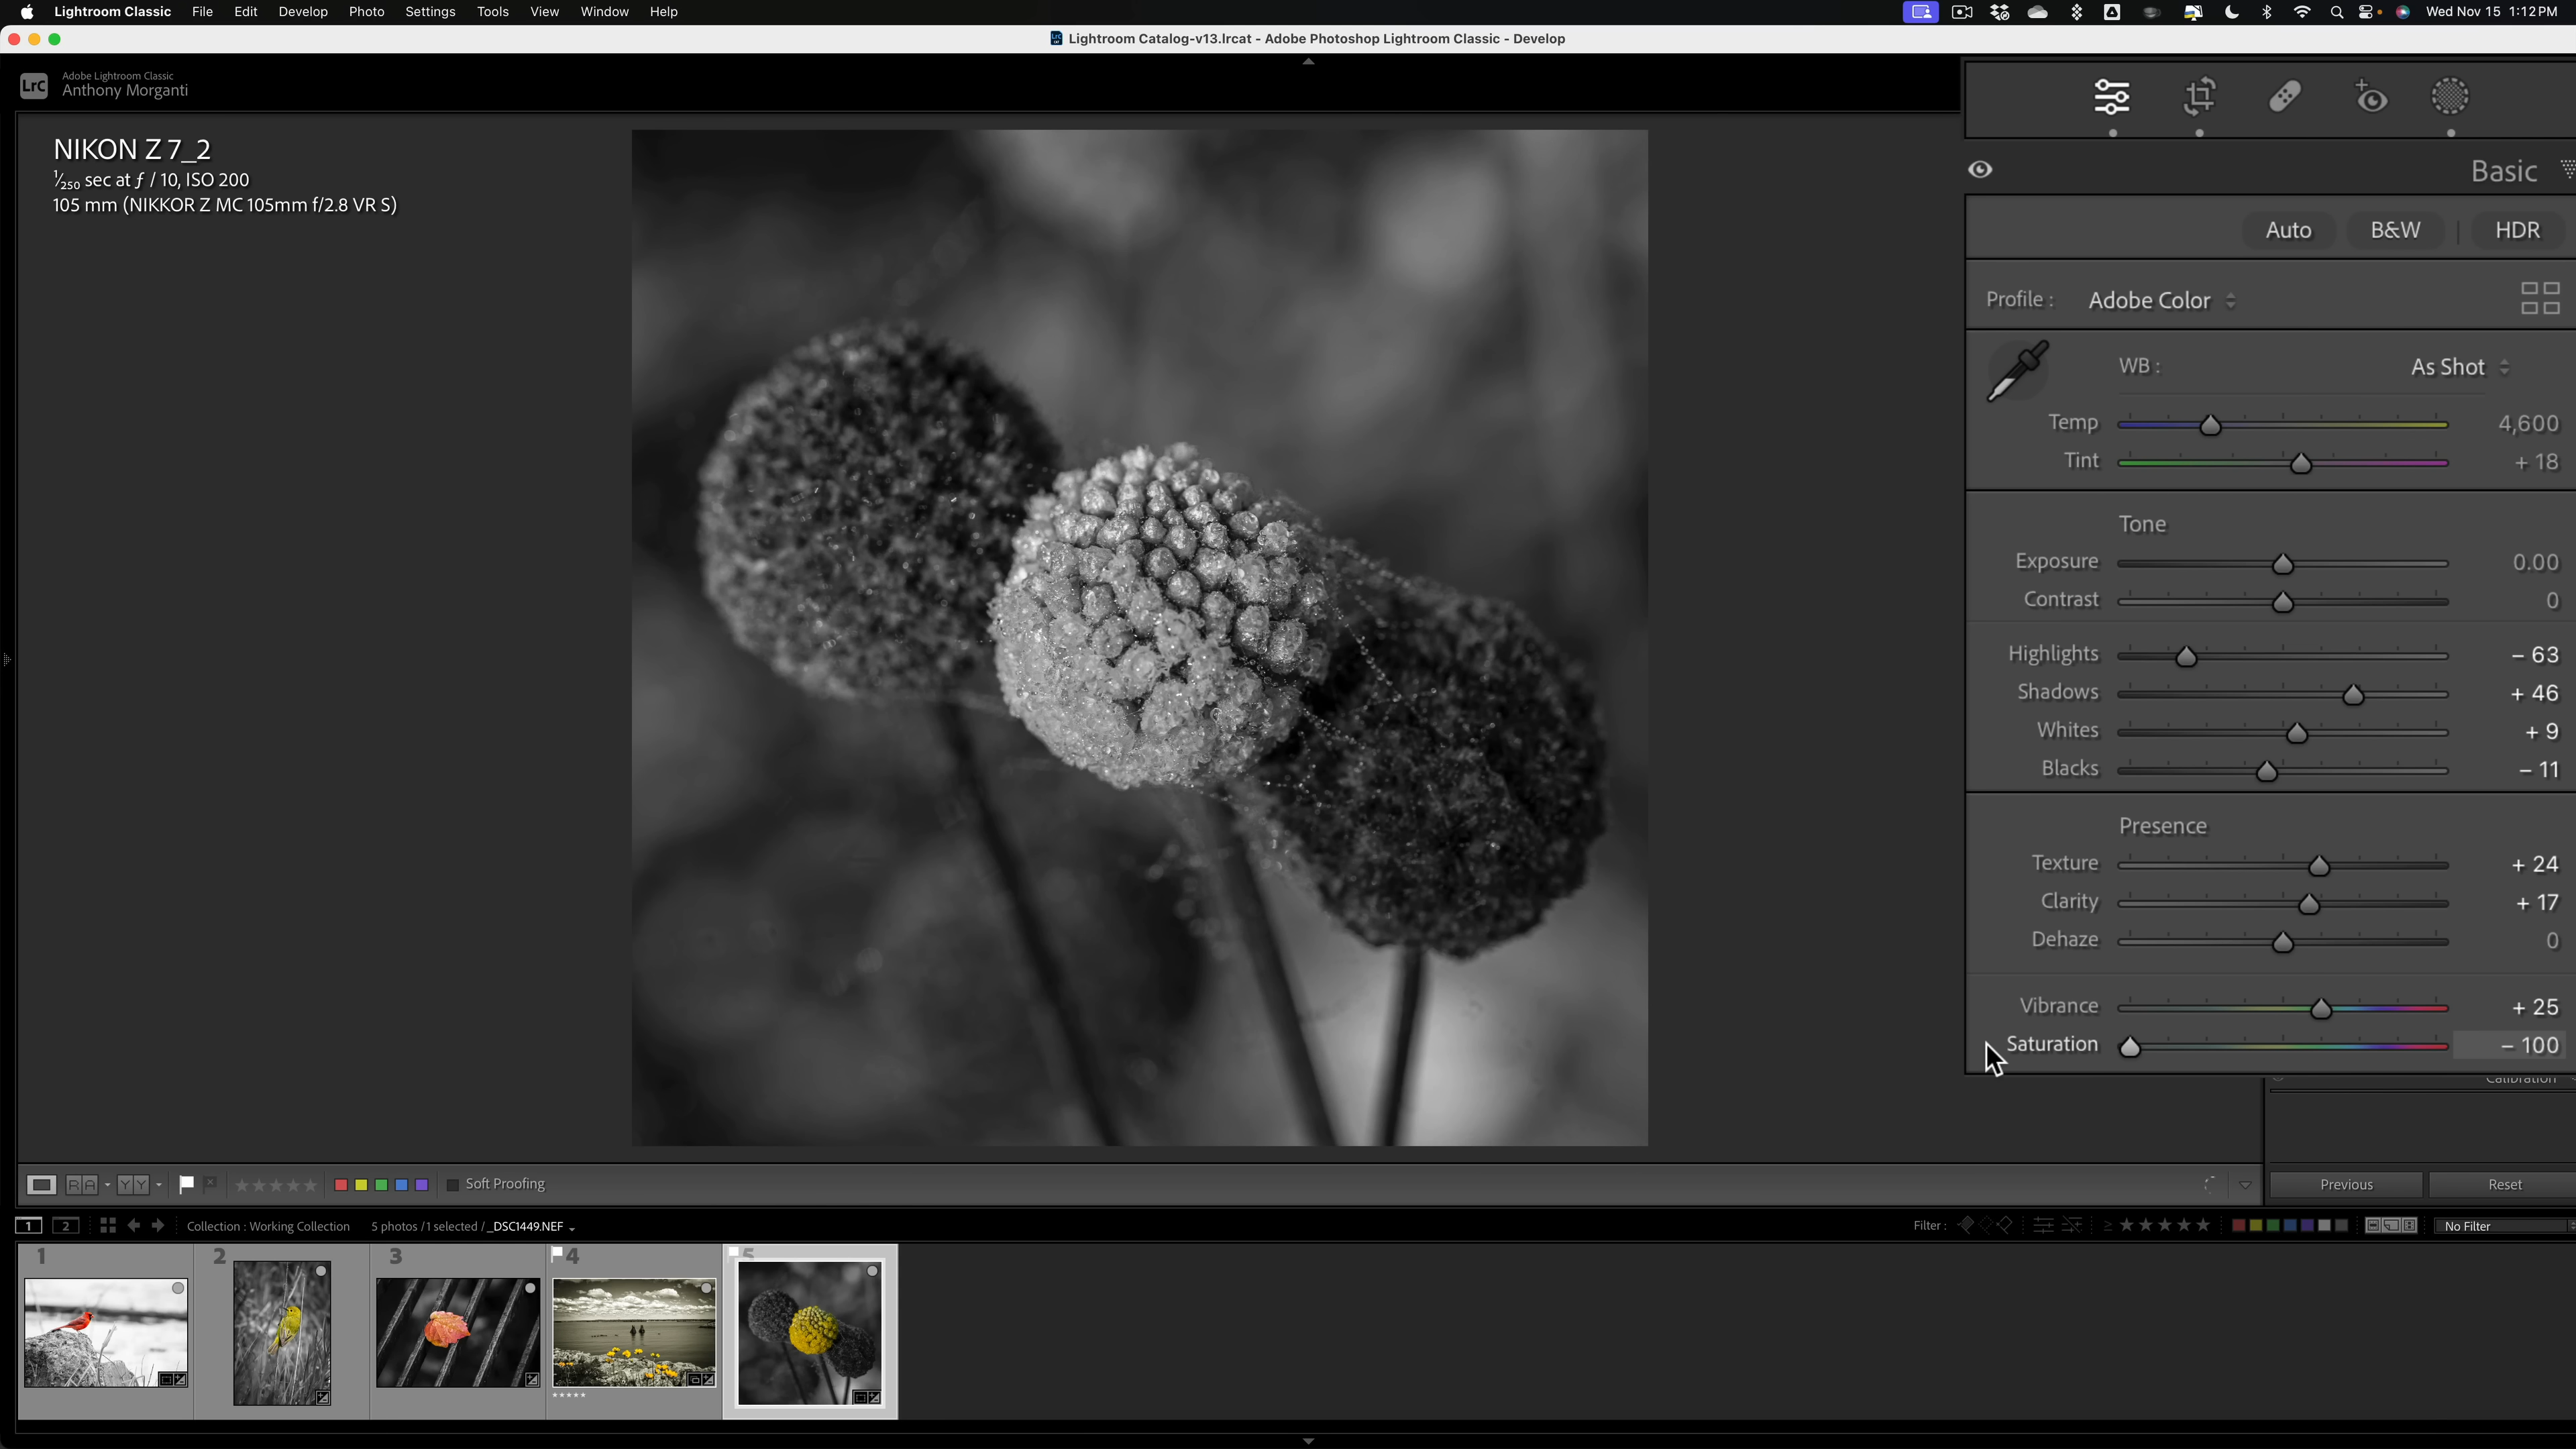 Lightroom Classic File Edit Develop Photo Settings Tools View Window Help Wed Nov 15 1:12 PM
Lightroom Catalog-v13.lrcat - Adobe Photoshop Lightroom Classic - Develop
LrC
Adobe Lightroom Classic
Anthony Morganti
NIKON Z 7_2
1/250 sec at ƒ / 10, ISO 200
105 mm (NIKKOR Z MC 105mm f/2.8 VR S)
Basic
Auto B&W | HDR
Profile : Adobe Color
WB : As Shot
Temp 4,600
Tint + 18
Tone
Exposure 0.00
Contrast 0
Highlights – 63
Shadows + 46
Whites + 9
Blacks – 11
Presence
Texture + 24
Clarity + 17
Dehaze 0
Vibrance + 25
Saturation – 100
Calibration
R A Y Y Soft Proofing
Previous Reset
1 2 Collection : Working Collection 5 photos / 1 selected / _DSC1449.NEF Filter : ≥ No Filter
1 2 3 4 5